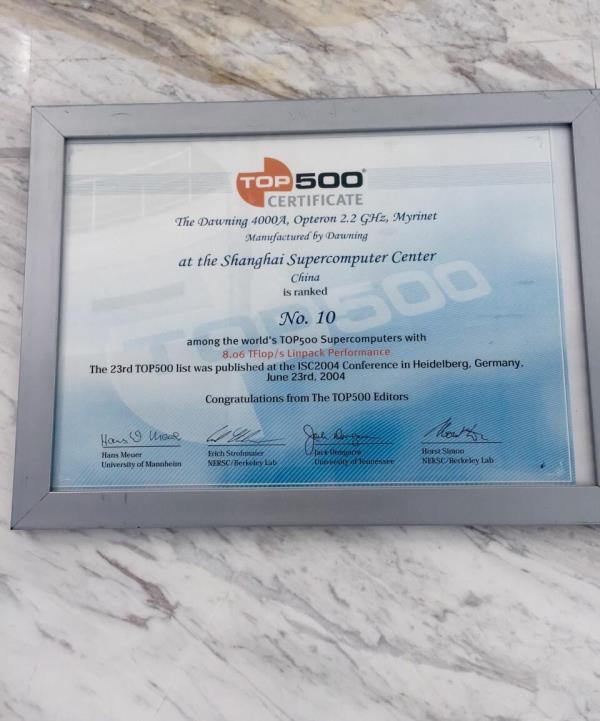 TOP500®
CERTIFICATE
The Dawning 4000A, Opteron 2.2 GHz, Myrinet
Manufactured by Dawning
at the Shanghai Supercomputer Center
China
is ranked
No. 10
among the world's TOP500 Supercomputers with
8.06 TFlop/s Linpack Performance
The 23rd TOP500 list was published at the ISC2004 Conference in Heidelberg, Germany.
June 23rd, 2004
Congratulations from The TOP500 Editors
Hans Meuer
University of Mannheim
Erich Strohmaier
NERSC/Berkeley Lab
Jack Dongarra
University of Tennessee
Horst Simon
NERSC/Berkeley Lab
TOP500